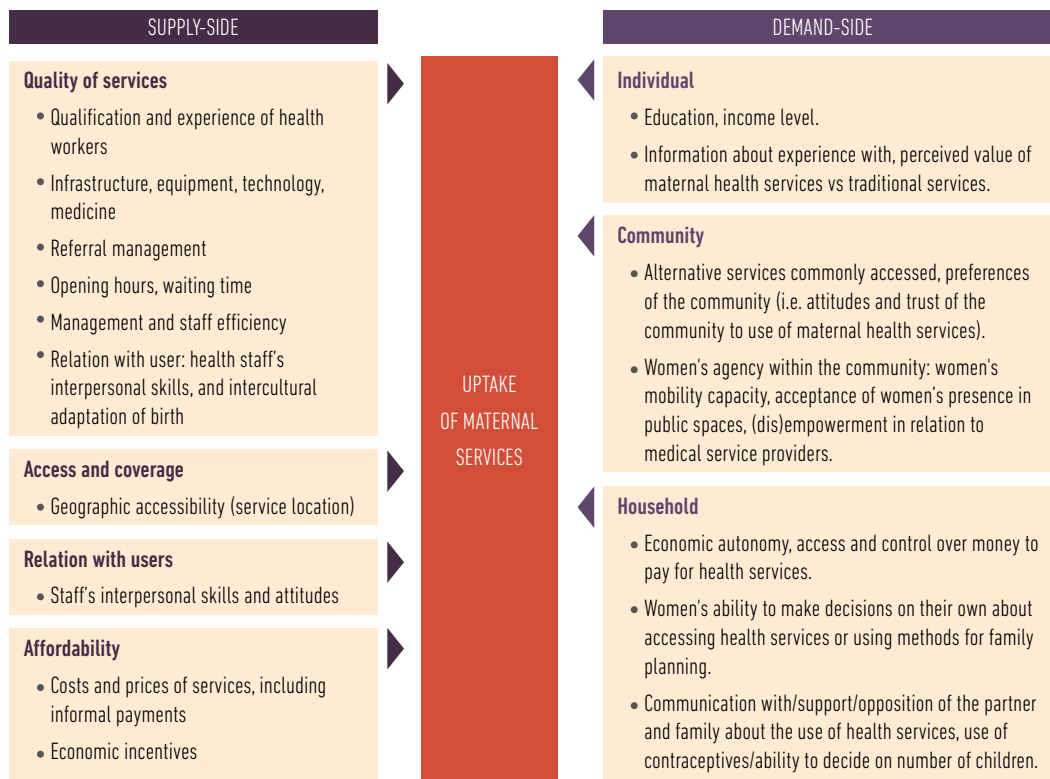 SUPPLY-SIDE
Quality of services
• Qualification and experience of health
workers
• Infrastructure, equipment, technology,
medicine
• Referral management
• Opening hours, waiting time
• Management and staff efficiency
• Relation with user: health staff's
interpersonal skills, and intercultural
adaptation of birth
Access and coverage
• Geographic accessibility (service location)
Relation with users
• Staff's interpersonal skills and attitudes
Affordability
• Costs and prices of services, including
informal payments
• Economic incentives
UPTAKE
OF MATERNAL
SERVICES
DEMAND-SIDE
Individual
• Education, income level.
• Information about experience with, perceived value of
maternal health services vs traditional services.
Community
• Alternative services commonly accessed, preferences
of the community (i.e. attitudes and trust of the
community to use of maternal health services).
• Women's agency within the community: women's
mobility capacity, acceptance of women's presence in
public spaces, (dis)empowerment in relation to
medical service providers.
Household
• Economic autonomy, access and control over money to
pay for health services.
• Women's ability to make decisions on their own about
accessing health services or using methods for family
planning.
• Communication with/support/opposition of the partner
and family about the use of health services, use of
contraceptives/ability to decide on number of children.